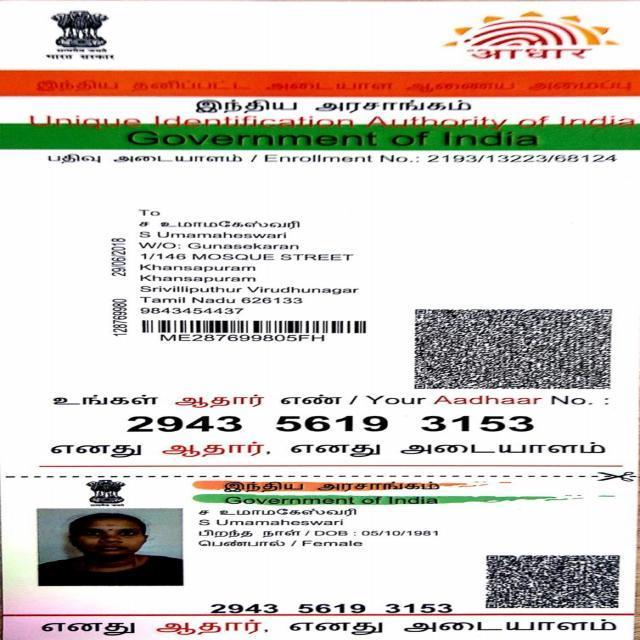 भारत सरकार
आधार
இந்திய தனிப்பட்ட அடையாள ஆணைய அமைப்பு
இந்திய அரசாங்கம்
Unique Identification Authority of India
Government of India
பதிவு அடையாளம் / Enrollment No.: 2193/13223/68124
To
ச உமாமகேஸ்வரி
S Umamaheswari
W/O: Gunasekaran
1/146 MOSQUE STREET
Khansapuram
Khansapuram
Srivilliputhur Virudhunagar
Tamil Nadu 626133
9843454437
29/06/2018
128769980
ME287699805FH
உங்கள் ஆதார் எண் / Your Aadhaar No. :
2943 5619 3153
எனது ஆதார், எனது அடையாளம்
இந்திய அரசாங்கம்
Government of India
ச உமாமகேஸ்வரி
S Umamaheswari
பிறந்த நாள் / DOB : 05/10/1981
பெண்பால் / Female
2943 5619 3153
எனது ஆதார், எனது அடையாளம்